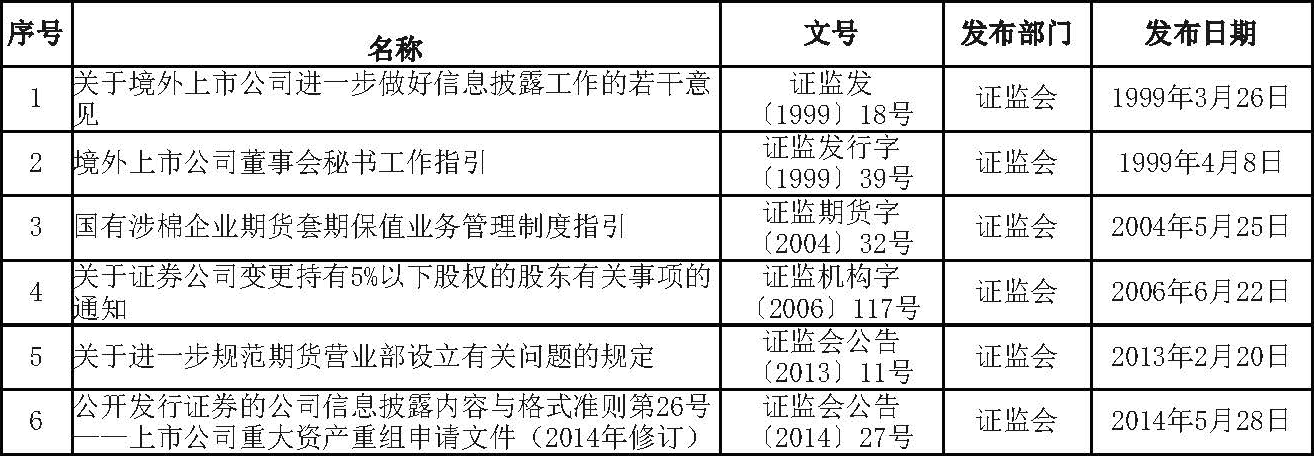 序号 名称 文号 发布部门 发布日期
1 关于境外上市公司进一步做好信息披露工作的若干意
见 证监发
〔1999〕18号 证监会 1999年3月26日
2 境外上市公司董事会秘书工作指引 证监发行字
〔1999〕39号 证监会 1999年4月8日
3 国有涉棉企业期货套期保值业务管理制度指引 证监期货字
〔2004〕32号 证监会 2004年5月25日
4 关于证券公司变更持有5%以下股权的股东有关事项的
通知 证监机构字
〔2006〕117号 证监会 2006年6月22日
5 关于进一步规范期货营业部设立有关问题的规定 证监会公告
〔2013〕11号 证监会 2013年2月20日
6 公开发行证券的公司信息披露内容与格式准则第26号
——上市公司重大资产重组申请文件（2014年修订） 证监会公告
〔2014〕27号 证监会 2014年5月28日